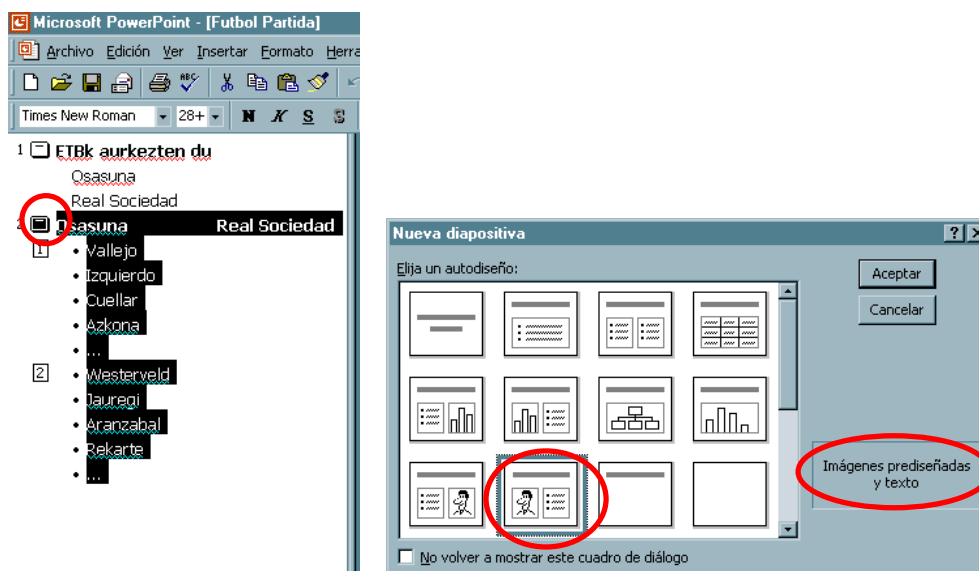 Microsoft PowerPoint - [Futbol Partida]
Archivo Edición Ver Insertar Formato Herra
ABC
Times New Roman 28+ N K S S
1 ETBk aurkezten du
Osasuna
Real Sociedad
2 Osasuna Real Sociedad
1 • Vallejo
• Izquierdo
• Cuellar
• Azkona
• ...
2 • Westerveld
• Jauregi
• Aranzabal
• Rekarte
• ...
Nueva diapositiva
Elija un autodiseño:
Aceptar
Cancelar
Imágenes prediseñadas
y texto
No volver a mostrar este cuadro de diálogo